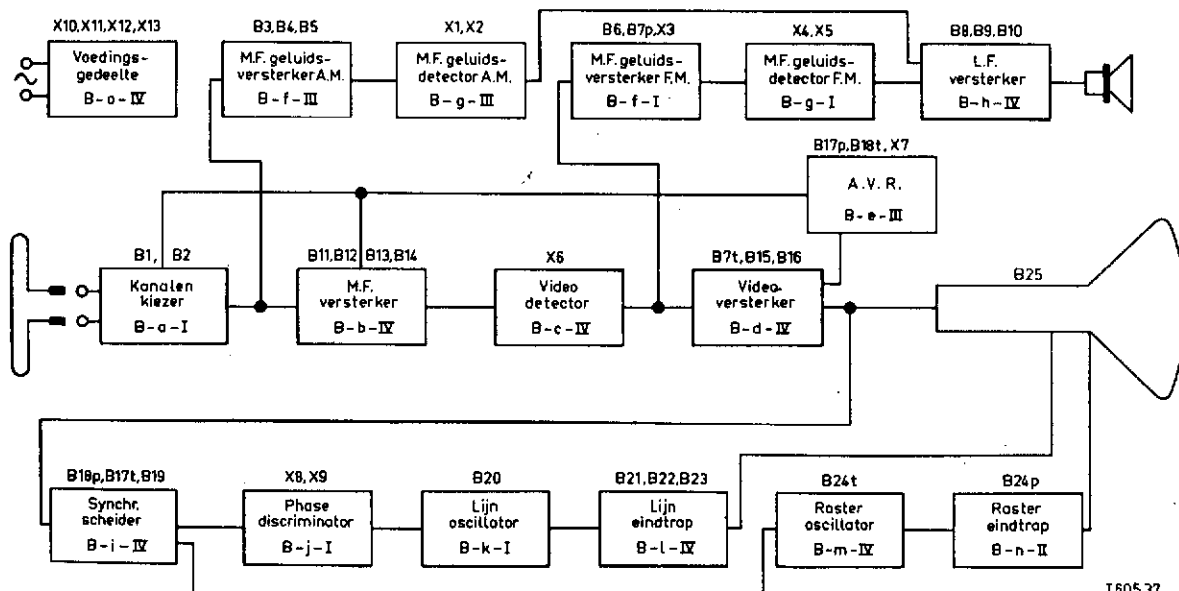 X10, X11, X12, X13
Voedings-
gedeelte
B-a-IV
B3, B4, B5
M.F. geluids-
versterker A.M.
B-f-III
X1, X2
M.F. geluids-
detector A.M.
B-g-III
B6, B7p, X3
M.F. geluids-
versterker F.M.
B-f-I
X4, X5
M.F. geluids-
detector F.M.
B-g-I
B8, B9, B10
L.F.
versterker
B-h-IV
B17p, B18t, X7
A.V.R.
B-e-III
B1, B2
Kanalen
kiezer
B-a-I
B11, B12 B13, B14
M.F.
versterker
B-b-IV
X6
Video
detector
B-c-IV
B7t, B15, B16
Video-
versterker
B-d-IV
B25
B18p, B17t, B19
Synchr.
scheider
B-i-IV
X8, X9
Phase
discriminator
B-j-I
B20
Lijn
oscillator
B-k-I
B21, B22, B23
Lijn
eindtrap
B-l-IV
B24t
Raster
oscillator
B-m-IV
B24p
Raster
eindtrap
B-n-II
T60537